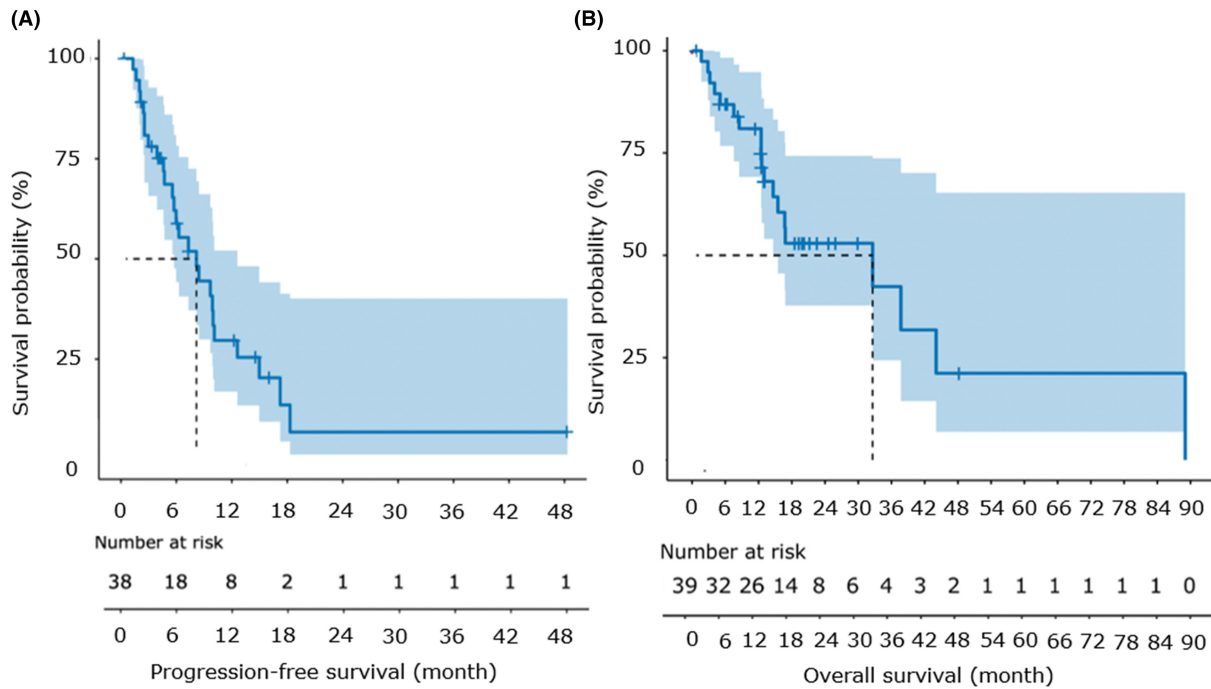 (A)
100
75
50
25
0
Survival probability (%)
0 6 12 18 24 30 36 42 48
Number at risk
38 18 8 2 1 1 1 1 1
0 6 12 18 24 30 36 42 48
Progression-free survival (month)
(B)
100
75
50
25
0
Survival probability (%)
0 6 12 18 24 30 36 42 48 54 60 66 72 78 84 90
Number at risk
39 32 26 14 8 6 4 3 2 1 1 1 1 1 1 0
0 6 12 18 24 30 36 42 48 54 60 66 72 78 84 90
Overall survival (month)